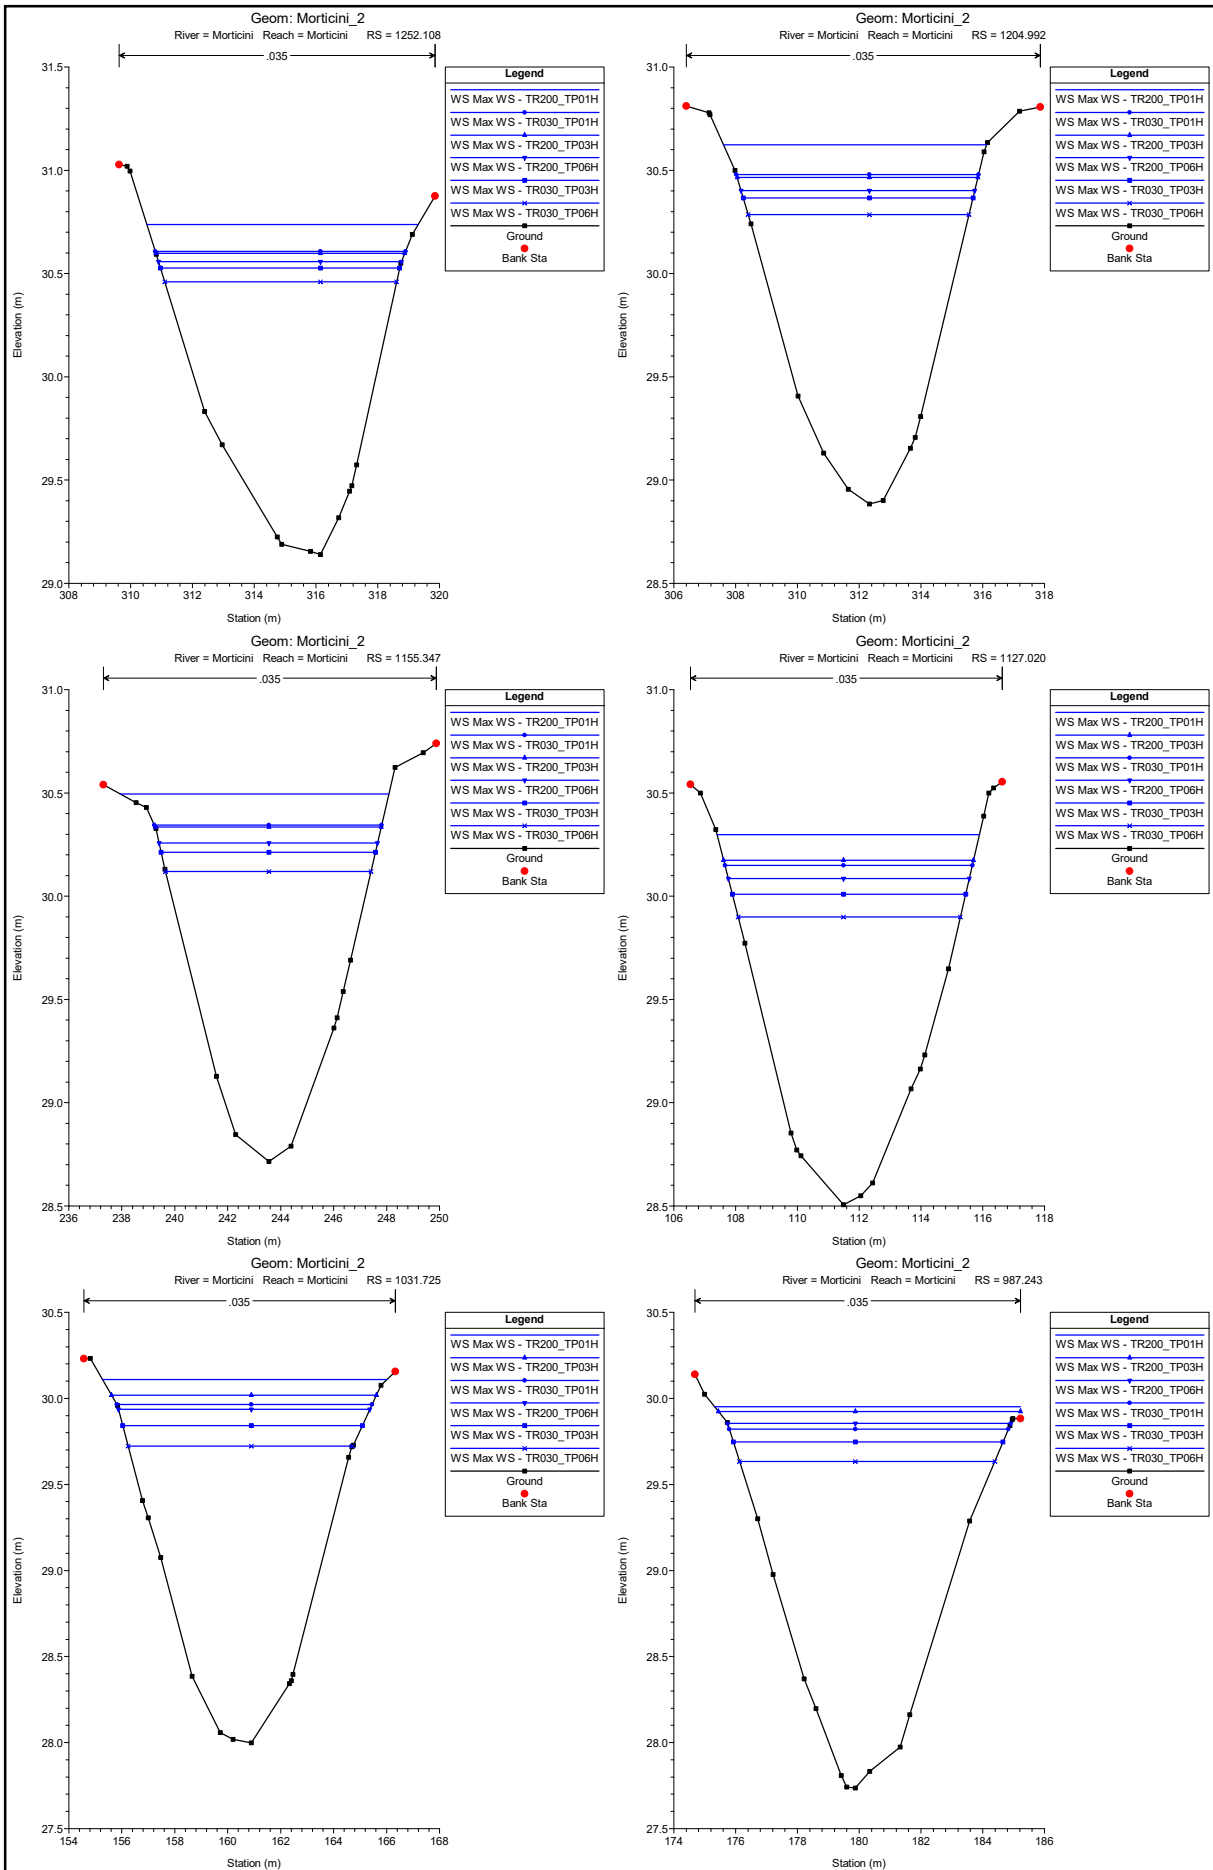 Geom: Morticini_2
River = Morticini Reach = Morticini RS = 1252.108
.035
31.5
31.0
30.5
30.0
29.5
29.0
Elevation (m)
308 310 312 314 316 318 320
Station (m)
Legend
WS Max WS - TR200_TP01H
WS Max WS - TR030_TP01H
WS Max WS - TR200_TP03H
WS Max WS - TR200_TP06H
WS Max WS - TR030_TP03H
WS Max WS - TR030_TP06H
Ground
Bank Sta
Geom: Morticini_2
River = Morticini Reach = Morticini RS = 1204.992
.035
31.0
30.5
30.0
29.5
29.0
28.5
Elevation (m)
306 308 310 312 314 316 318
Station (m)
Legend
WS Max WS - TR200_TP01H
WS Max WS - TR030_TP01H
WS Max WS - TR200_TP03H
WS Max WS - TR200_TP06H
WS Max WS - TR030_TP03H
WS Max WS - TR030_TP06H
Ground
Bank Sta
Geom: Morticini_2
River = Morticini Reach = Morticini RS = 1155.347
.035
31.0
30.5
30.0
29.5
29.0
28.5
Elevation (m)
236 238 240 242 244 246 248 250
Station (m)
Legend
WS Max WS - TR200_TP01H
WS Max WS - TR030_TP01H
WS Max WS - TR200_TP03H
WS Max WS - TR200_TP06H
WS Max WS - TR030_TP03H
WS Max WS - TR030_TP06H
Ground
Bank Sta
Geom: Morticini_2
River = Morticini Reach = Morticini RS = 1127.020
.035
31.0
30.5
30.0
29.5
29.0
28.5
Elevation (m)
106 108 110 112 114 116 118
Station (m)
Legend
WS Max WS - TR200_TP01H
WS Max WS - TR200_TP03H
WS Max WS - TR030_TP01H
WS Max WS - TR200_TP06H
WS Max WS - TR030_TP03H
WS Max WS - TR030_TP06H
Ground
Bank Sta
Geom: Morticini_2
River = Morticini Reach = Morticini RS = 1031.725
.035
30.5
30.0
29.5
29.0
28.5
28.0
27.5
Elevation (m)
154 156 158 160 162 164 166 168
Station (m)
Legend
WS Max WS - TR200_TP01H
WS Max WS - TR200_TP03H
WS Max WS - TR030_TP01H
WS Max WS - TR200_TP06H
WS Max WS - TR030_TP03H
WS Max WS - TR030_TP06H
Ground
Bank Sta
Geom: Morticini_2
River = Morticini Reach = Morticini RS = 987.243
.035
30.5
30.0
29.5
29.0
28.5
28.0
27.5
Elevation (m)
174 176 178 180 182 184 186
Station (m)
Legend
WS Max WS - TR200_TP01H
WS Max WS - TR200_TP03H
WS Max WS - TR200_TP06H
WS Max WS - TR030_TP01H
WS Max WS - TR030_TP03H
WS Max WS - TR030_TP06H
Ground
Bank Sta